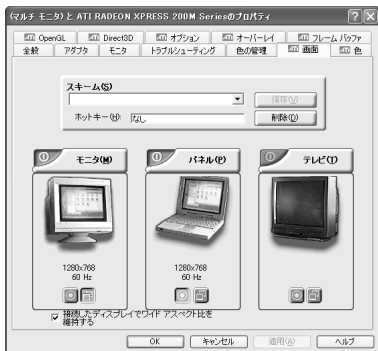 (マルチ モニタ) と ATI RADEON XPRESS 200M Seriesのプロパティ
OpenGL Direct3D オプション オーバーレイ フレーム バッファ
全般 アダプタ モニタ トラブルシューティング 色の管理 画面 色
スキーム(S)
保存(V)
ホットキー(H): なし 削除(D)
モニタ(M) パネル(P) テレビ(T)
1280x768 1280x768
60 Hz 60 Hz
接続したディスプレイでワイド アスペクト比を
維持する
OK キャンセル 適用(A) ヘルプ